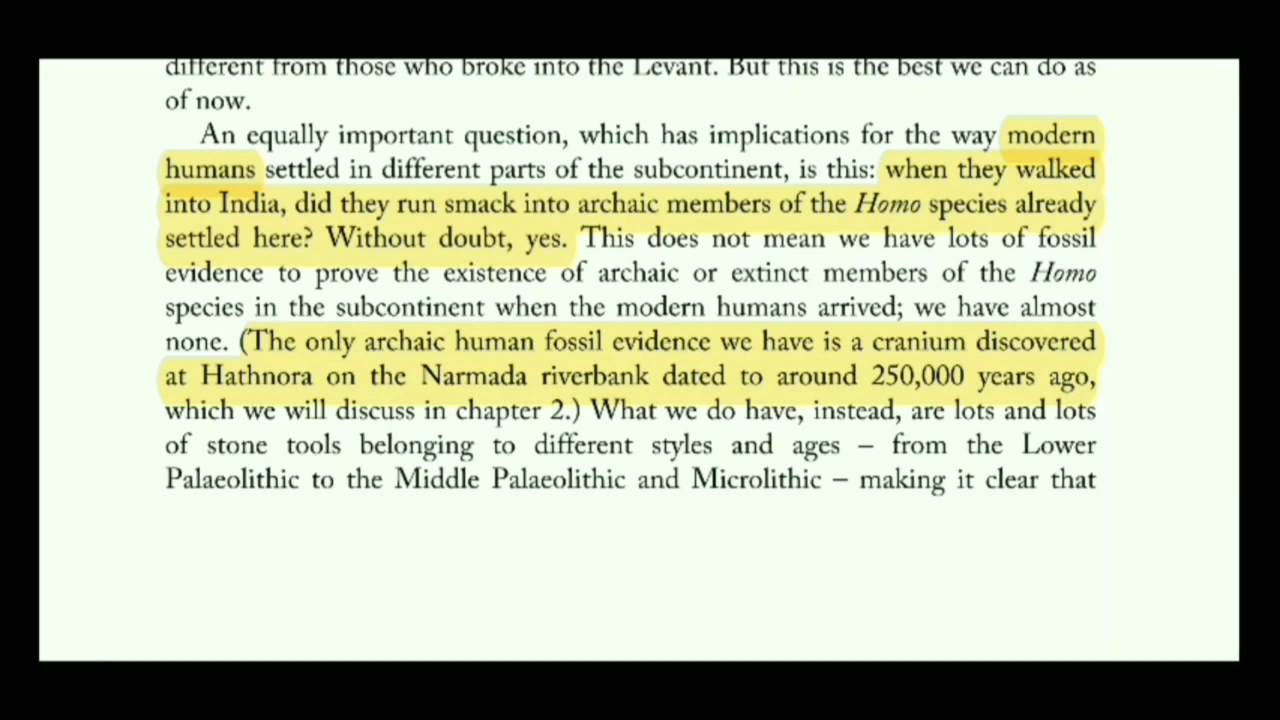 different from those who broke into the Levant. But this is the best we can do as
of now.
An equally important question, which has implications for the way modern
humans settled in different parts of the subcontinent, is this: when they walked
into India, did they run smack into archaic members of the Homo species already
settled here? Without doubt, yes. This does not mean we have lots of fossil
evidence to prove the existence of archaic or extinct members of the Homo
species in the subcontinent when the modern humans arrived; we have almost
none. (The only archaic human fossil evidence we have is a cranium discovered
at Hathnora on the Narmada riverbank dated to around 250,000 years ago,
which we will discuss in chapter 2.) What we do have, instead, are lots and lots
of stone tools belonging to different styles and ages – from the Lower
Palaeolithic to the Middle Palaeolithic and Microlithic – making it clear that